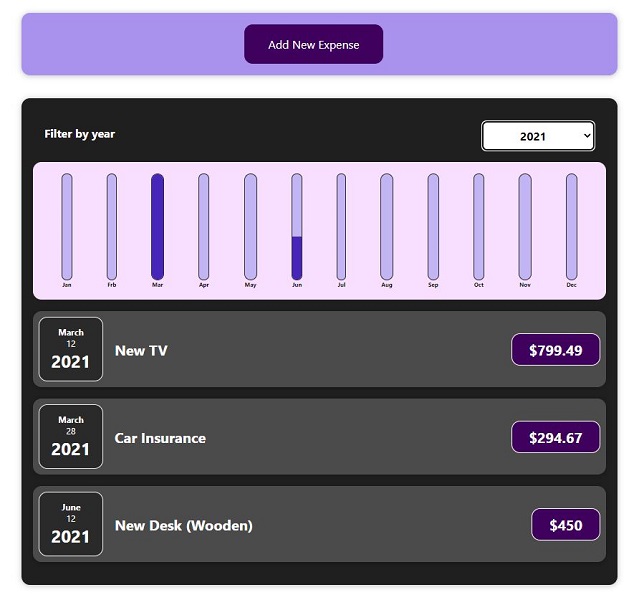 Add New Expense
Filter by year
2021
Jan Frb Mar Apr May Jun Jul Aug Sep Oct Nov Dec
March
12
2021
New TV
$799.49
March
28
2021
Car Insurance
$294.67
June
12
2021
New Desk (Wooden)
$450